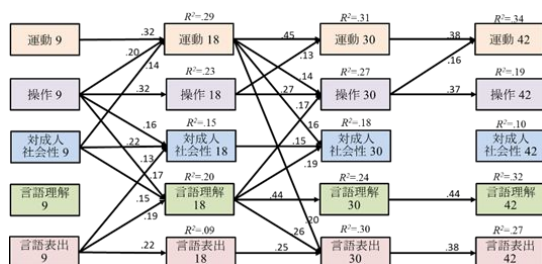 R²=.29
R²=.31
R²=.34
運動 9
.32
運動 18
.45
運動 30
.38
運動 42
.20
.14
.13
.16
R²=.23
.14
R²=.27
R²=.19
操作 9
.32
操作 18
.27
操作 30
.37
操作 42
.17
.16
.16
R²=.15
R²=.18
R²=.10
対成人
社会性 9
.22
対成人
社会性 18
.15
対成人
社会性 30
対成人
社会性 42
.13
.17
.19
R²=.20
R²=.24
R²=.32
言語理解
9
.15
言語理解
18
.44
言語理解
30
.44
言語理解
42
.19
.20
.26
R²=.09
R²=.30
R²=.27
言語表出
9
.22
言語表出
18
.25
言語表出
30
.38
言語表出
42